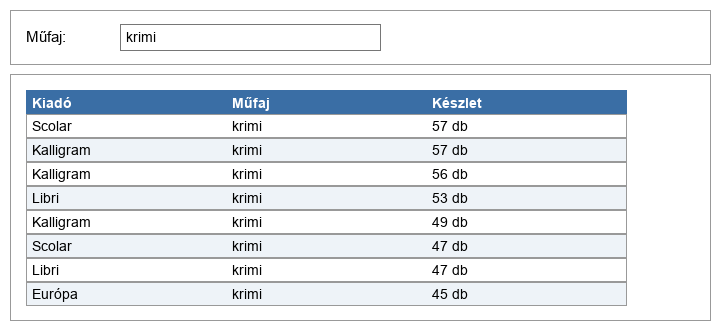 Műfaj: krimi
Kiadó Műfaj Készlet
Scolar krimi 57 db
Kalligram krimi 57 db
Kalligram krimi 56 db
Libri krimi 53 db
Kalligram krimi 49 db
Scolar krimi 47 db
Libri krimi 47 db
Európa krimi 45 db